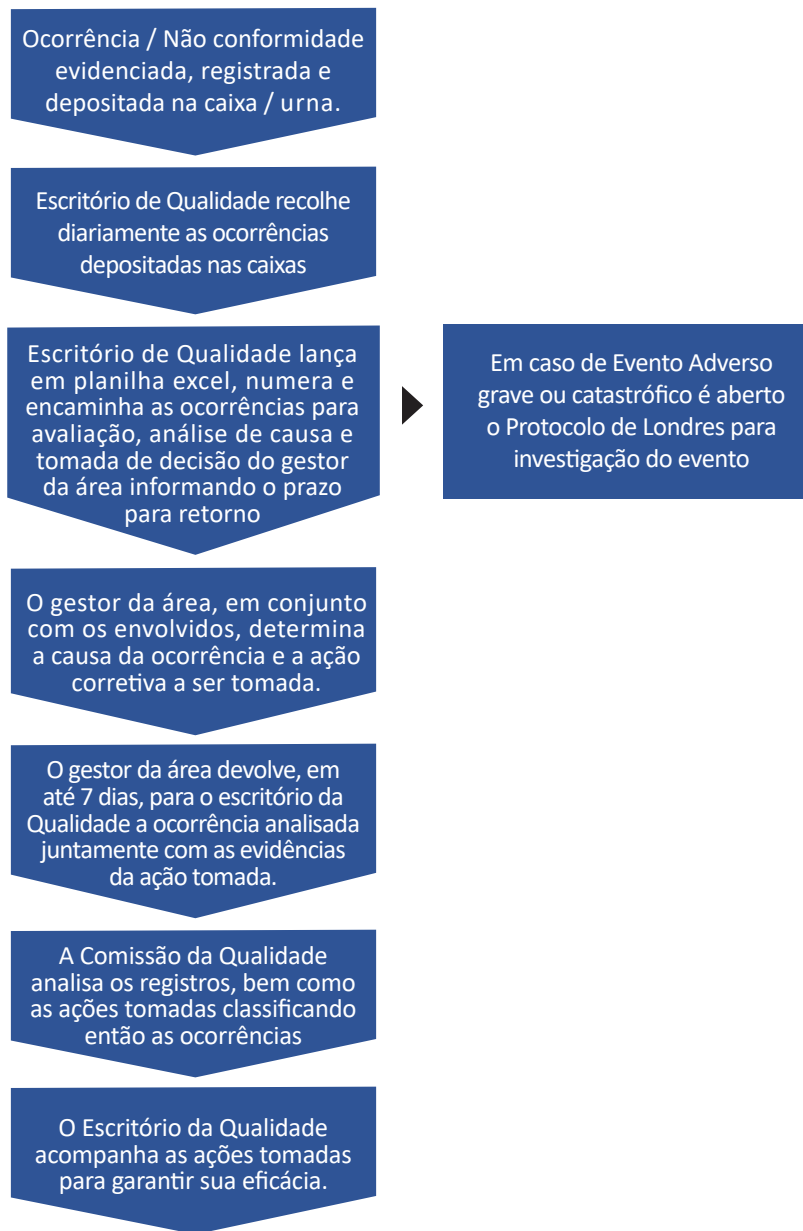 Ocorrência / Não conformidade
evidenciada, registrada e
depositada na caixa / urna.
Escritório de Qualidade recolhe
diariamente as ocorrências
depositadas nas caixas
Escritório de Qualidade lança
em planilha excel, numera e
encaminha as ocorrências para
avaliação, análise de causa e
tomada de decisão do gestor
da área informando o prazo
para retorno
Em caso de Evento Adverso
grave ou catastrófico é aberto
o Protocolo de Londres para
investigação do evento
O gestor da área, em conjunto
com os envolvidos, determina
a causa da ocorrência e a ação
corretiva a ser tomada.
O gestor da área devolve, em
até 7 dias, para o escritório da
Qualidade a ocorrência analisada
juntamente com as evidências
da ação tomada.
A Comissão da Qualidade
analisa os registros, bem como
as ações tomadas classificando
então as ocorrências
O Escritório da Qualidade
acompanha as ações tomadas
para garantir sua eficácia.